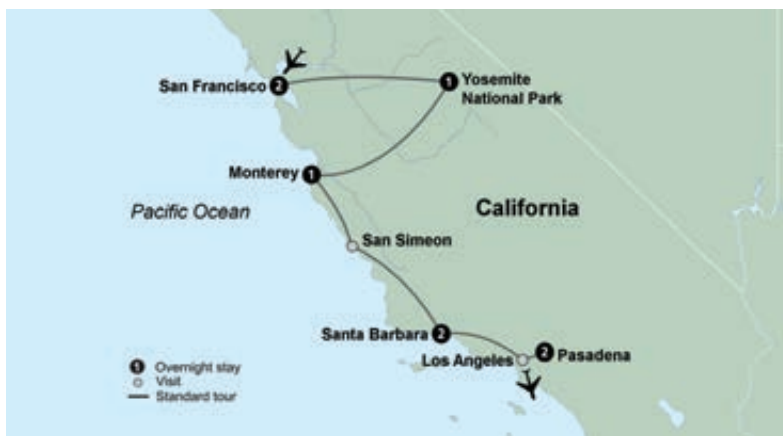 San Francisco 2
1 Yosemite
National Park
Monterey 1
Pacific Ocean
California
San Simeon
Santa Barbara 2
Los Angeles
2 Pasadena
1 Overnight stay
Visit
Standard tour